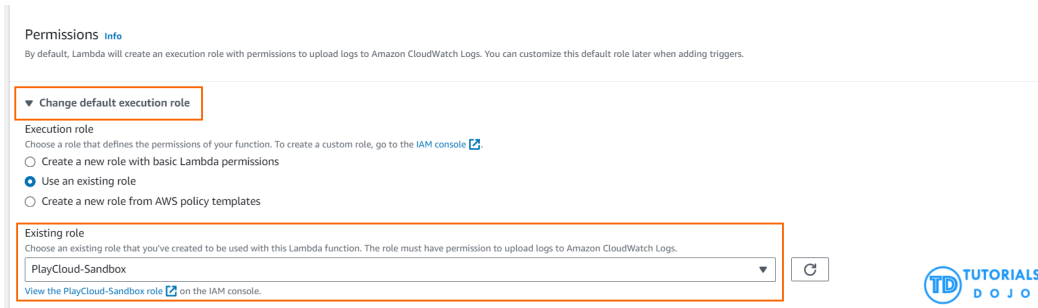 Permissions Info
By default, Lambda will create an execution role with permissions to upload logs to Amazon CloudWatch Logs. You can customize this default role later when adding triggers.
▼ Change default execution role
Execution role
Choose a role that defines the permissions of your function. To create a custom role, go to the IAM console.
Create a new role with basic Lambda permissions
Use an existing role
Create a new role from AWS policy templates
Existing role
Choose an existing role that you've created to be used with this Lambda function. The role must have permission to upload logs to Amazon CloudWatch Logs.
PlayCloud-Sandbox
View the PlayCloud-Sandbox role on the IAM console.
TD TUTORIALS
DOJO